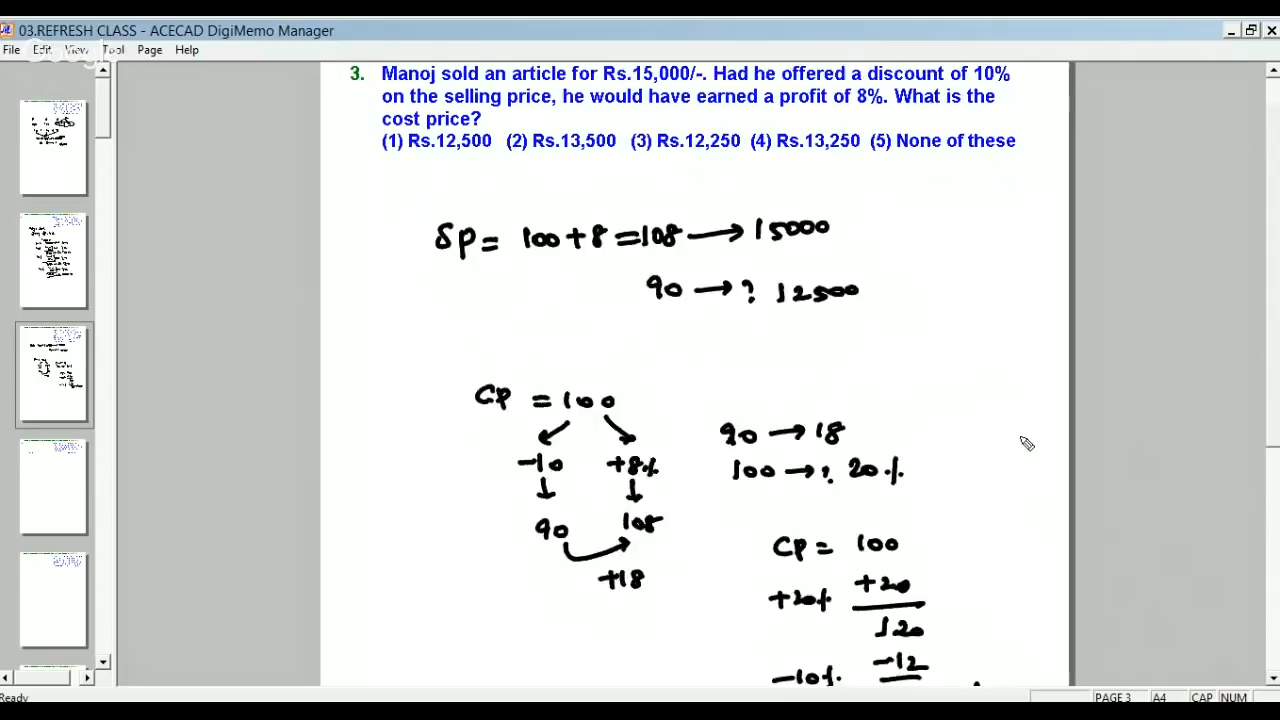 03.REFRESH CLASS - ACECAD DigiMemo Manager
File Edit View Tool Page Help
Google
3. Manoj sold an article for Rs.15,000/-. Had he offered a discount of 10%
on the selling price, he would have earned a profit of 8%. What is the
cost price?
(1) Rs.12,500 (2) Rs.13,500 (3) Rs.12,250 (4) Rs.13,250 (5) None of these
SP = 100 + 8 = 108 → 15000
90 → ? 12500
CP = 100
-10 +8%
90 108
+18
90 → 18
100 → ? 20%
CP = 100
+20% +20
120
-10% -12
Ready PAGE 3 A4 CAP NUM